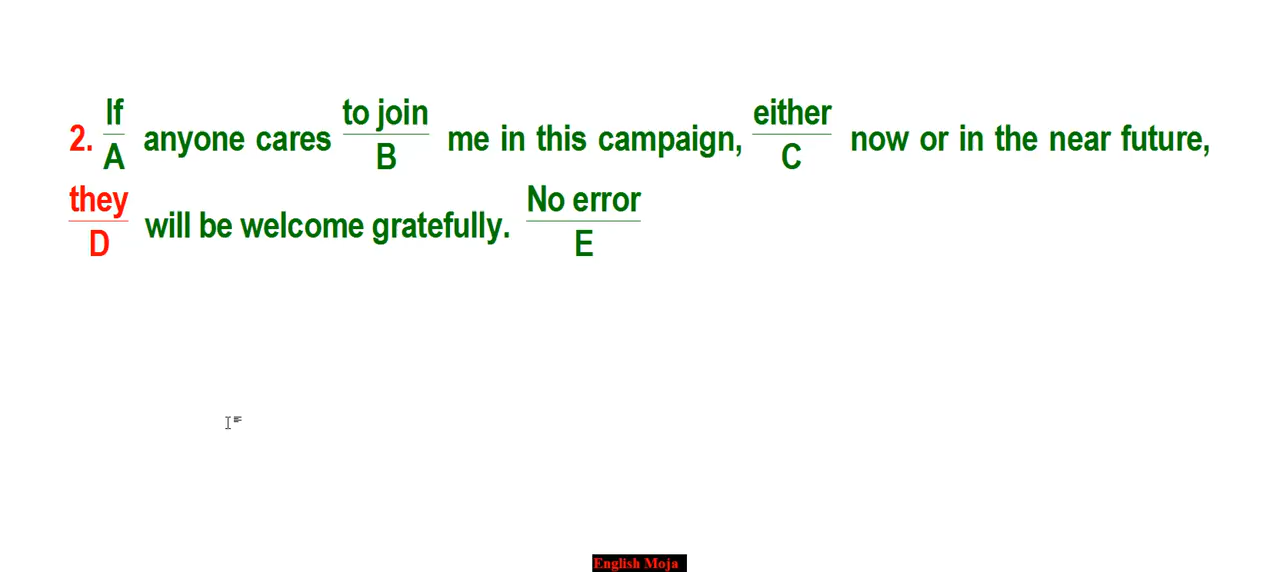 2. If anyone cares to join me in this campaign, either now or in the near future,
A B C
they will be welcome gratefully. No error
D E
English Moja